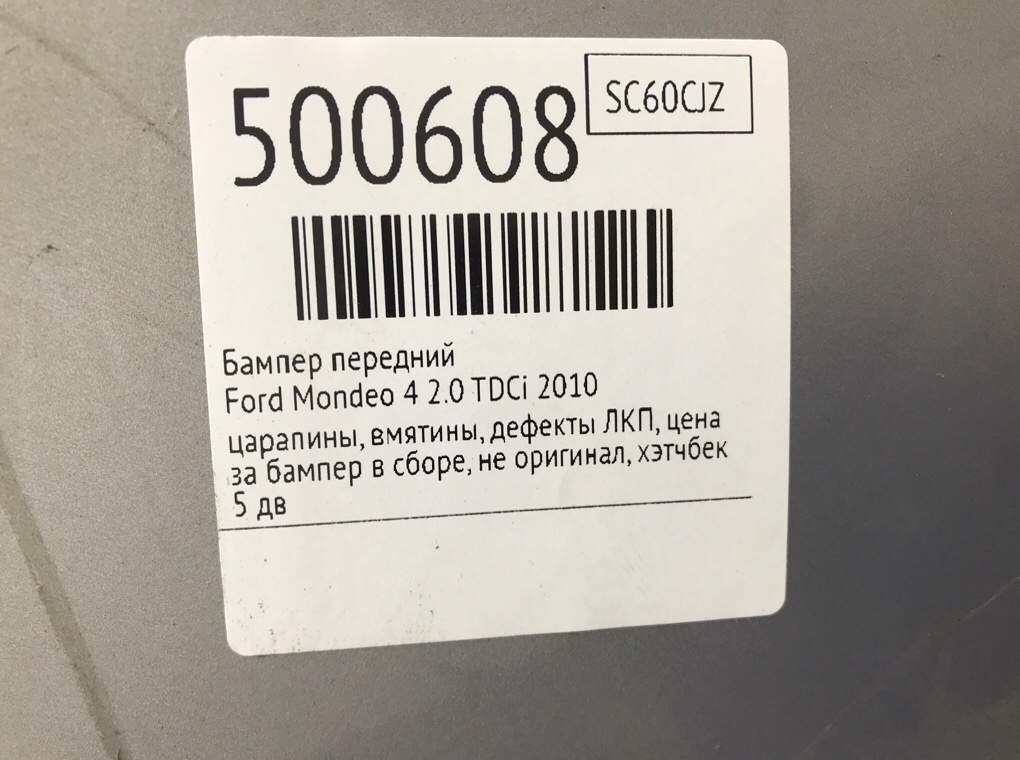 500608
SC60CJZ
Бампер передний
Ford Mondeo 4 2.0 TDCi 2010
царапины, вмятины, дефекты ЛКП, цена
за бампер в сборе, не оригинал, хэтчбек
5 дв